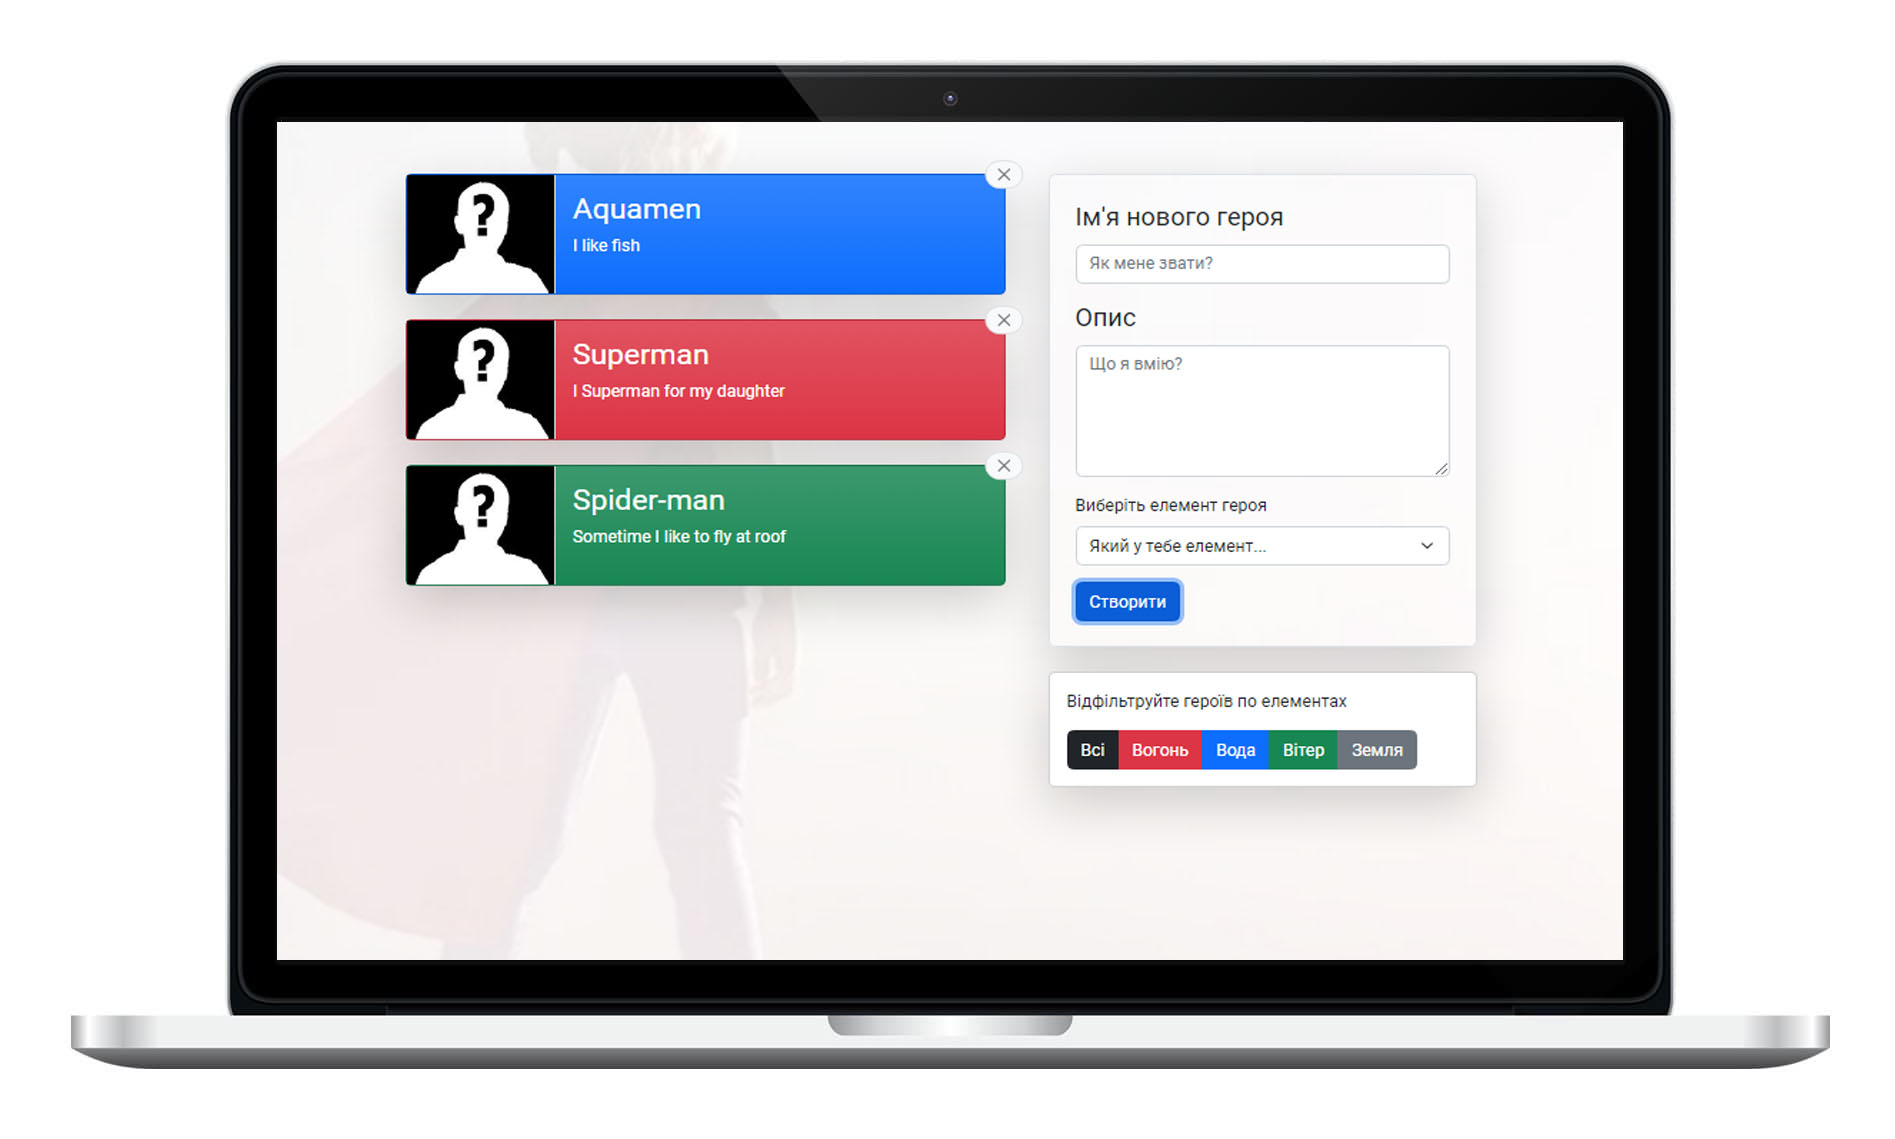 Aquamen
I like fish
Superman
I Superman for my daughter
Spider-man
Sometime I like to fly at roof
Ім'я нового героя
Як мене звати?
Опис
Що я вмію?
Виберіть елемент героя
Який у тебе елемент...
Створити
Відфільтруйте героїв по елементах
Всі Вогонь Вода Вітер Земля